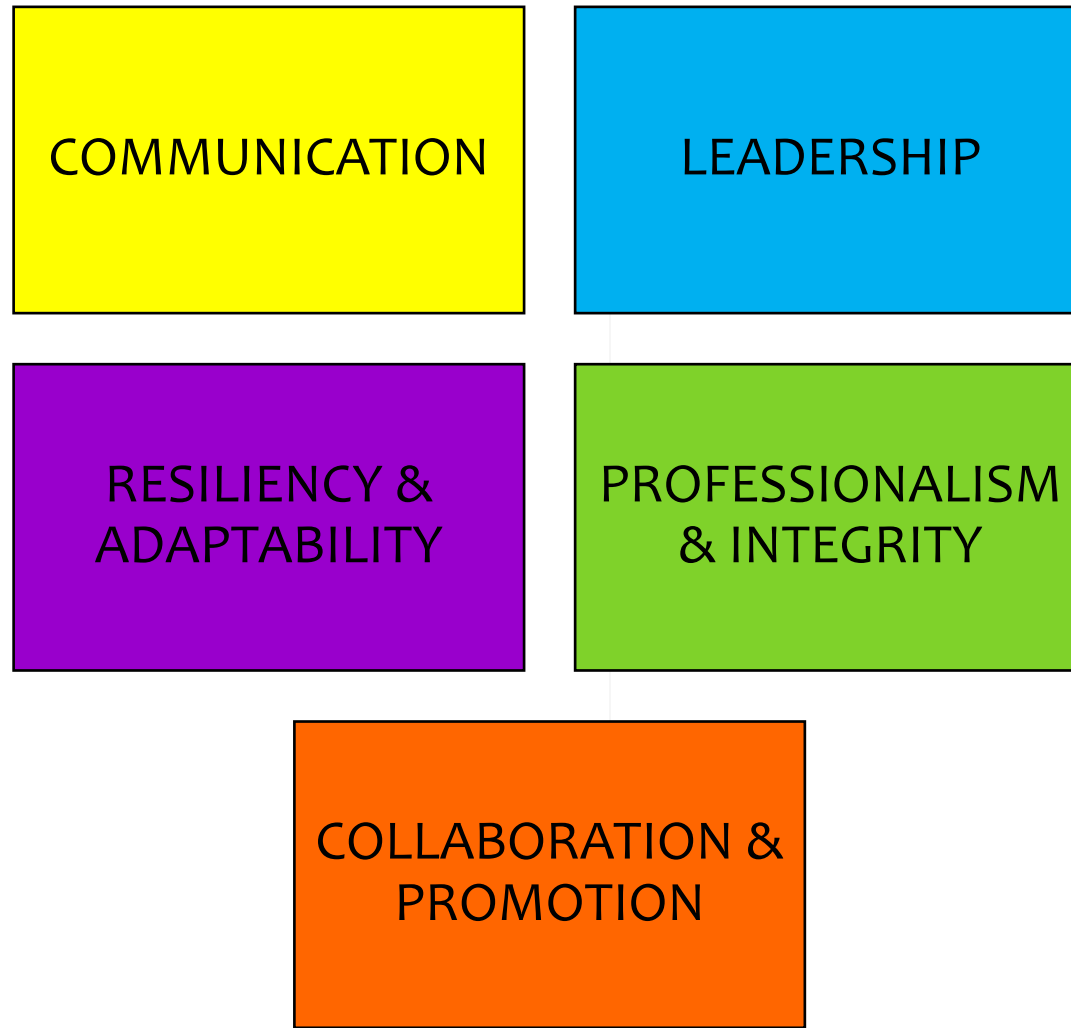 COMMUNICATION
LEADERSHIP
RESILIENCY &
ADAPTABILITY
PROFESSIONALISM
& INTEGRITY
COLLABORATION &
PROMOTION